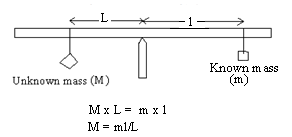 L
l
Unknown mass (M)
Known mass
(m)
M x L = m x l
M = ml/L